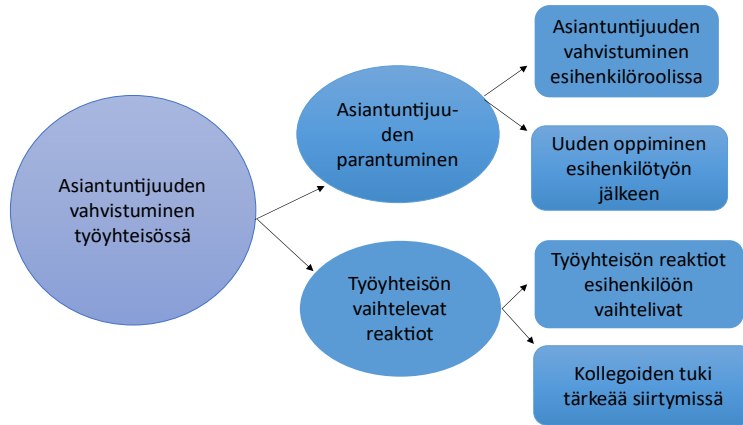 Asiantuntijuuden
vahvistuminen
työyhteisössä
Asiantuntijuu-
den
parantuminen
Työyhteisön
vaihtelevat
reaktiot
Asiantuntijuuden
vahvistuminen
esihenkilöroolissa
Uuden oppiminen
esihenkilötyön
jälkeen
Työyhteisön reaktiot
esihenkilöön
vaihtelivat
Kollegoiden tuki
tärkeää siirtymissä